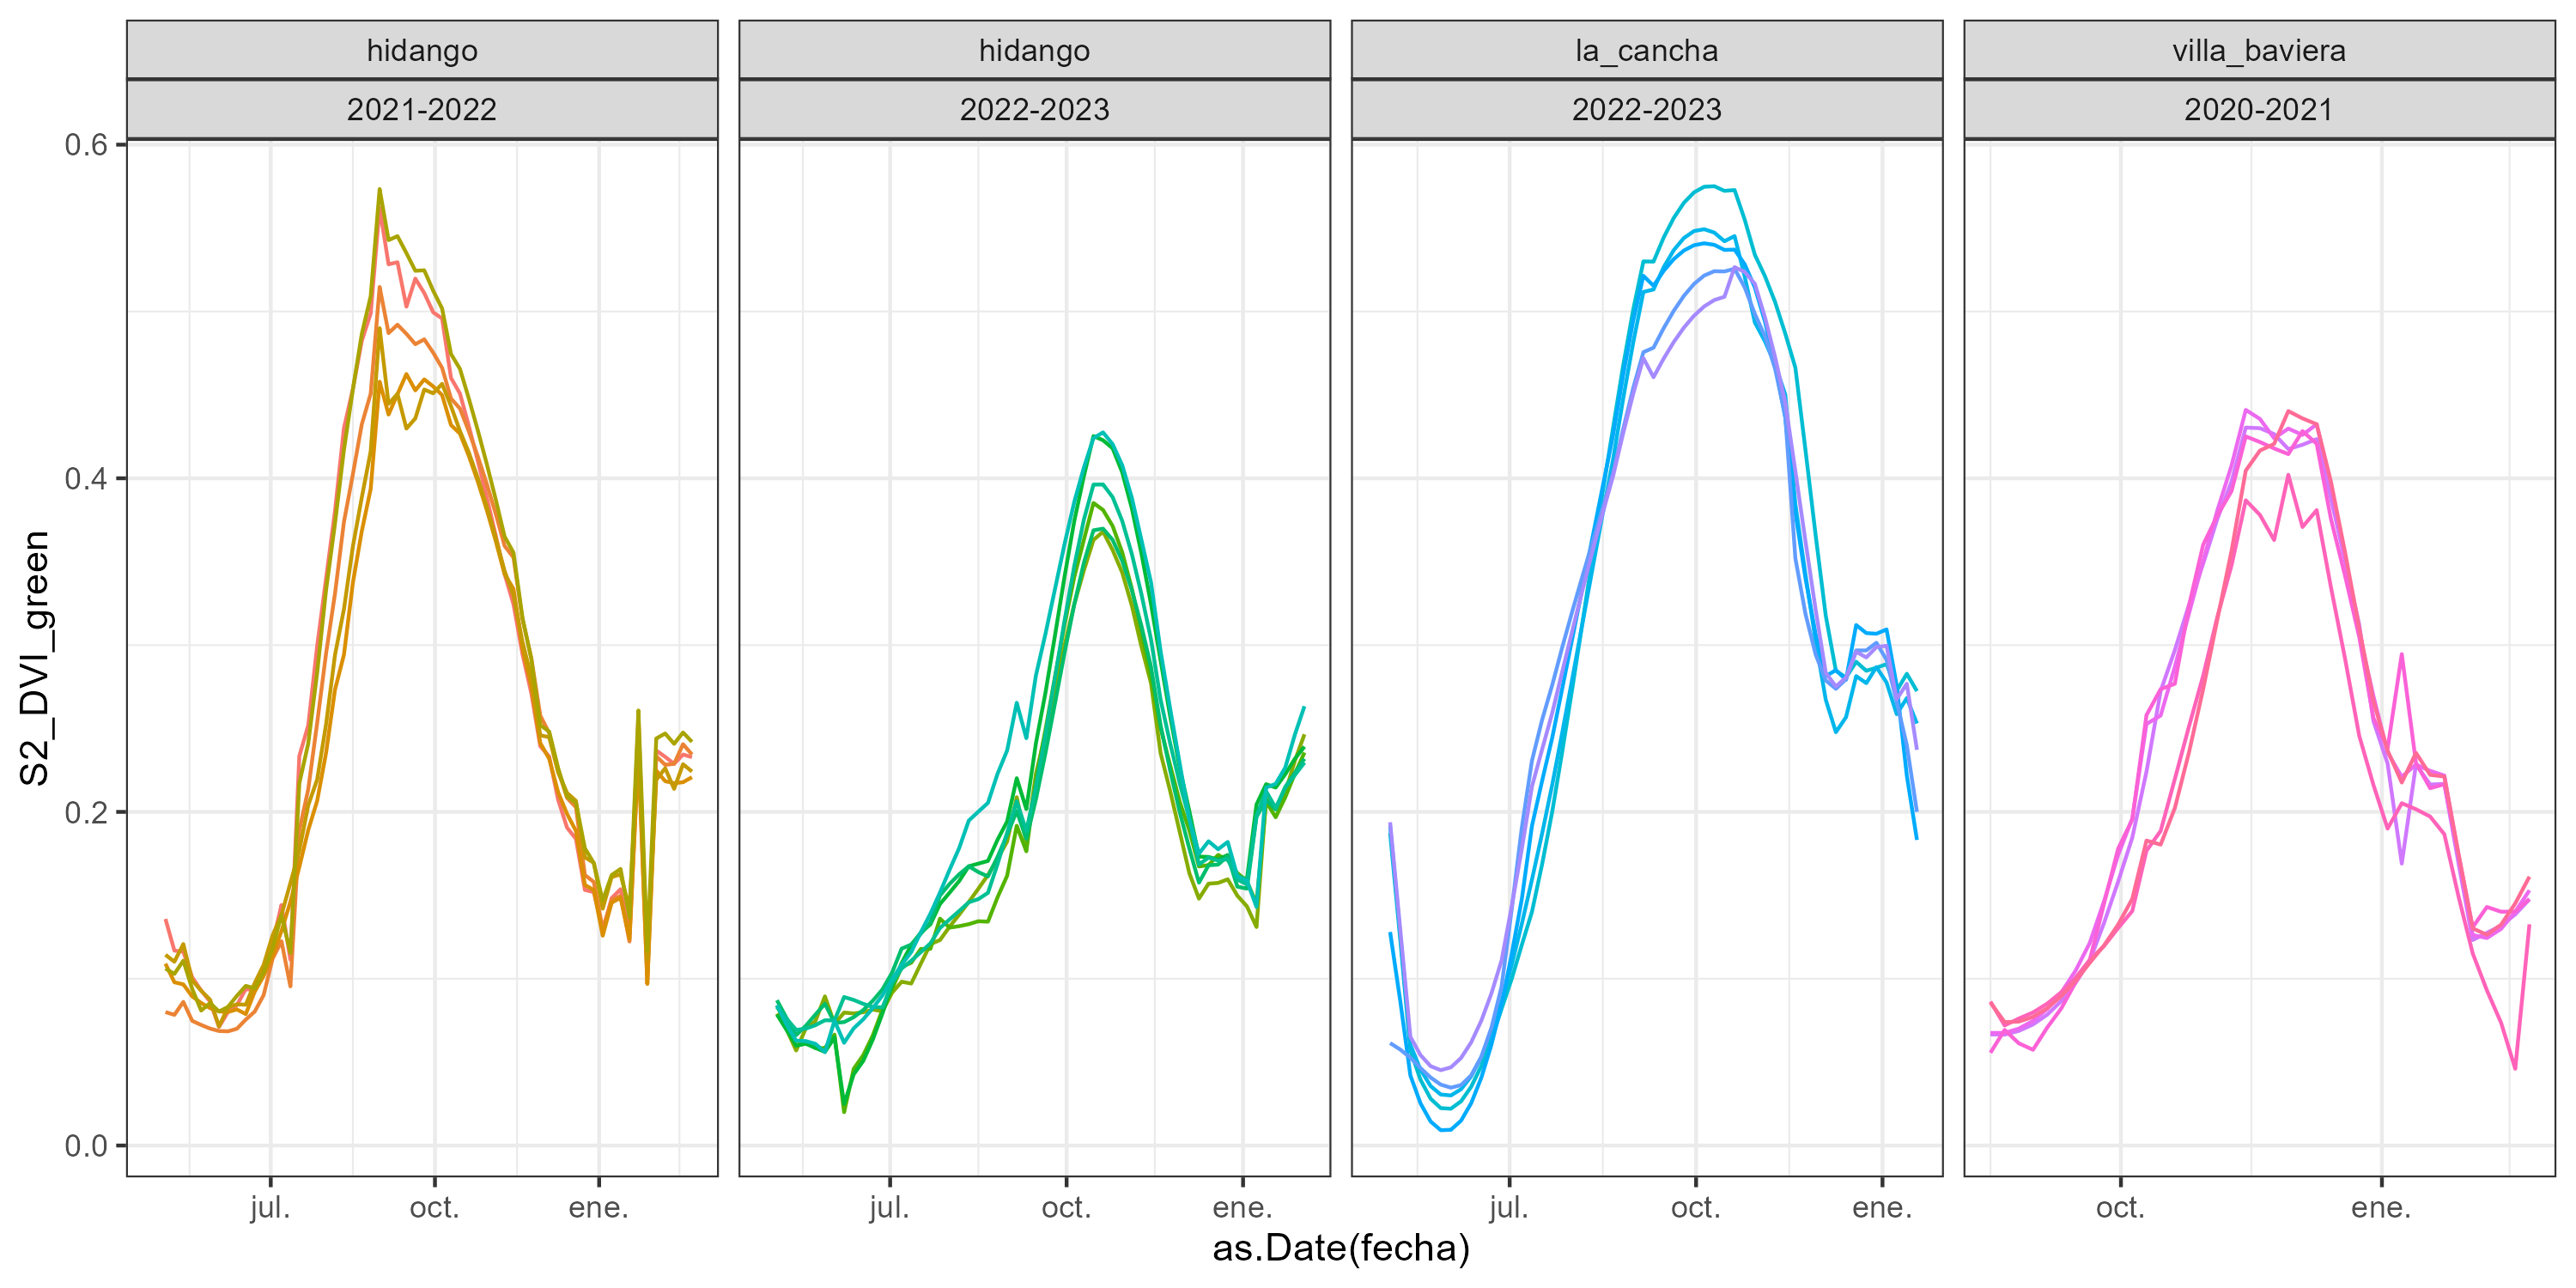 hidango
hidango
la_cancha
villa_baviera
2021-2022
2022-2023
2022-2023
2020-2021
0.6
0.4
0.2
0.0
S2_DVI_green
jul.
oct.
ene.
jul.
oct.
ene.
jul.
oct.
ene.
oct.
ene.
as.Date(fecha)